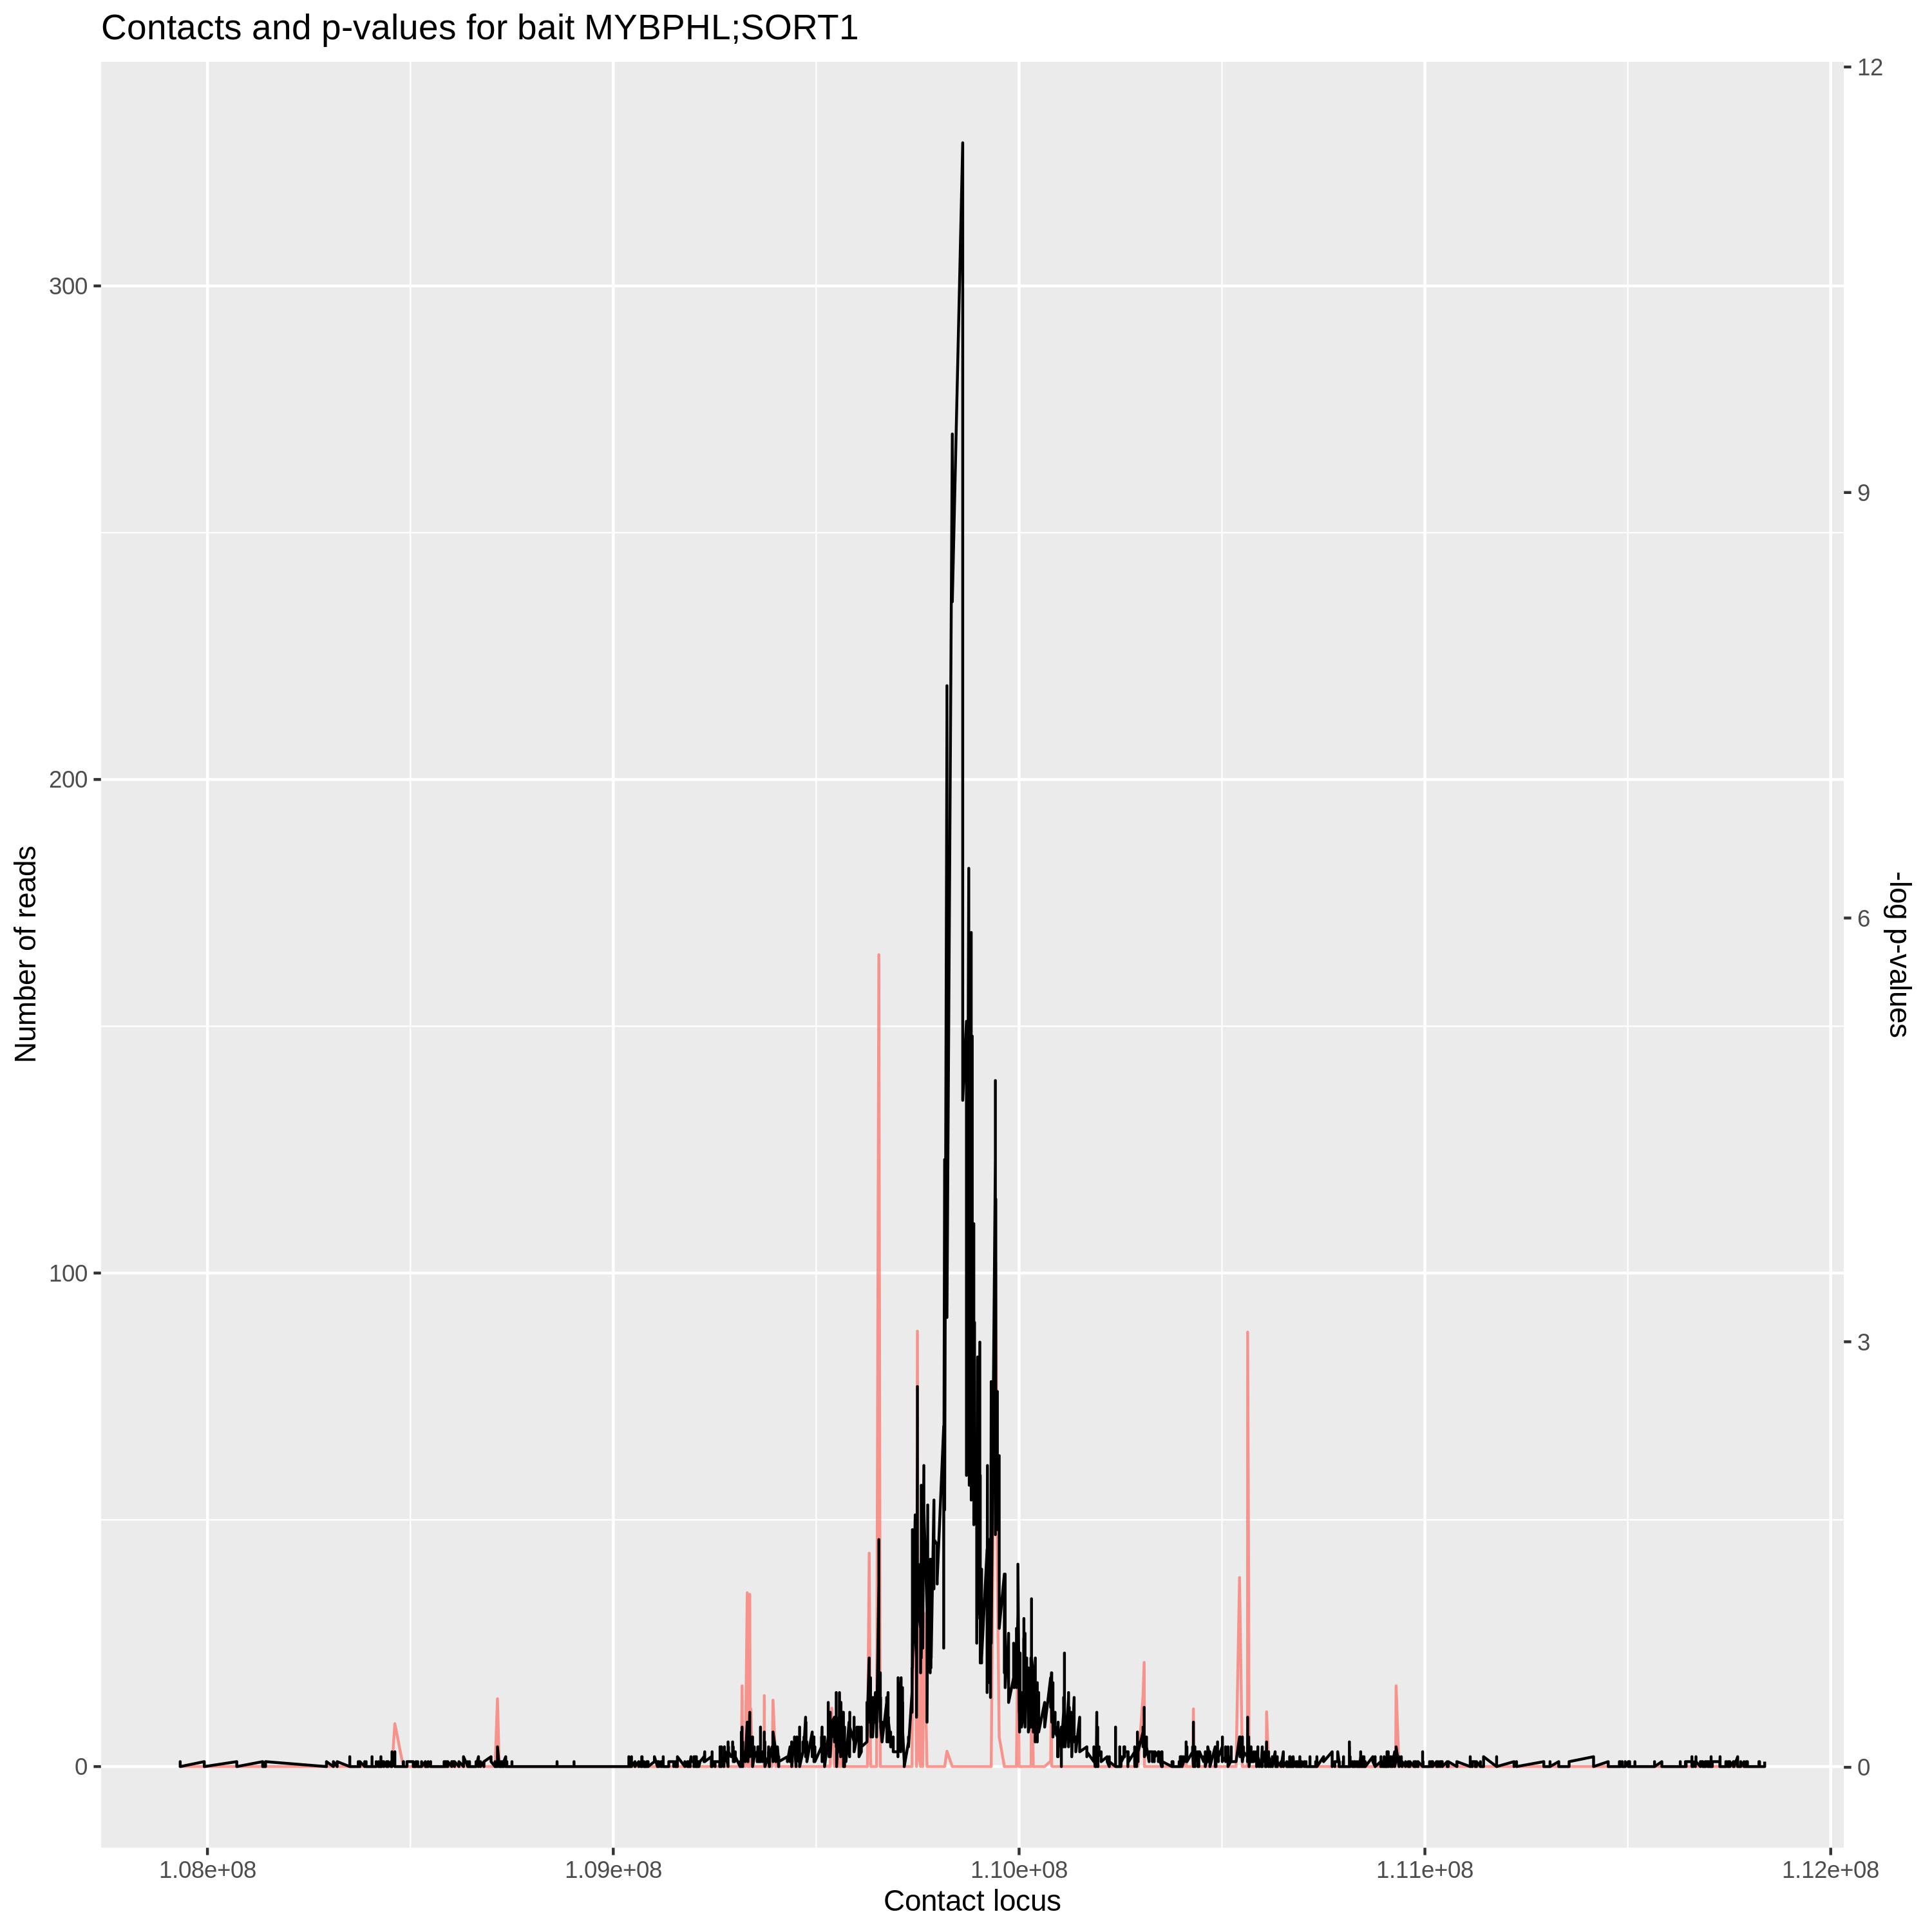 Contacts and p-values for bait MYBPHL;SORT1
12
300
9
200
6
Number of reads
-log p-values
100
3
0
0
1.08e+08
1.09e+08
1.10e+08
1.11e+08
1.12e+08
Contact locus